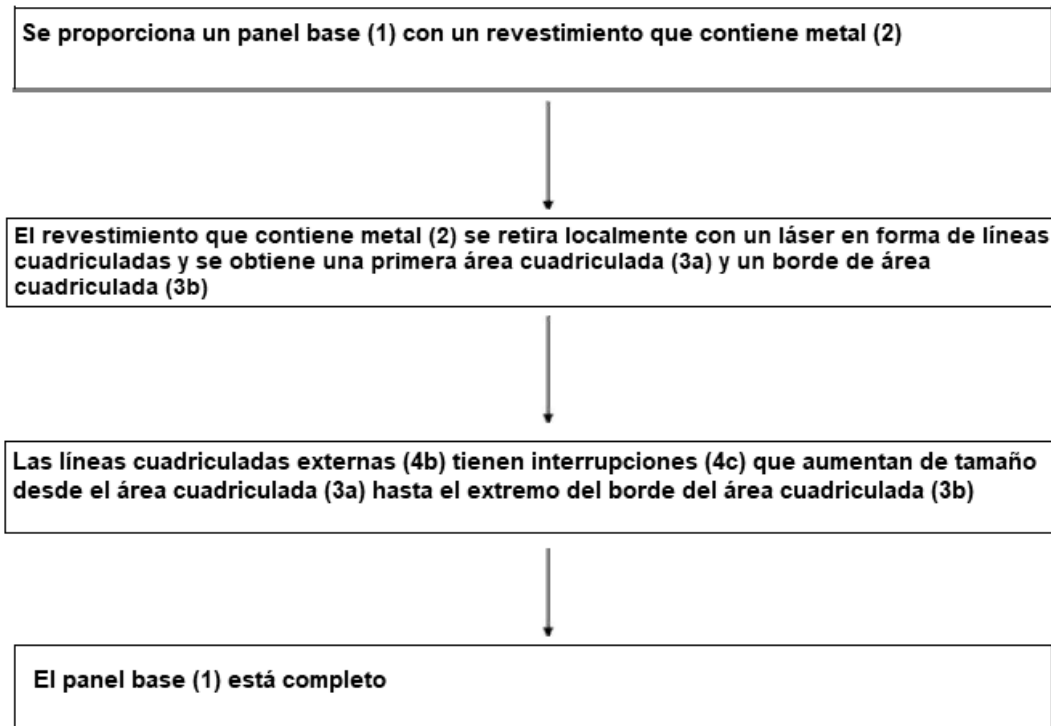 Se proporciona un panel base (1) con un revestimiento que contiene metal (2)
El revestimiento que contiene metal (2) se retira localmente con un láser en forma de líneas
cuadriculadas y se obtiene una primera área cuadriculada (3a) y un borde de área
cuadriculada (3b)
Las líneas cuadriculadas externas (4b) tienen interrupciones (4c) que aumentan de tamaño
desde el área cuadriculada (3a) hasta el extremo del borde del área cuadriculada (3b)
El panel base (1) está completo